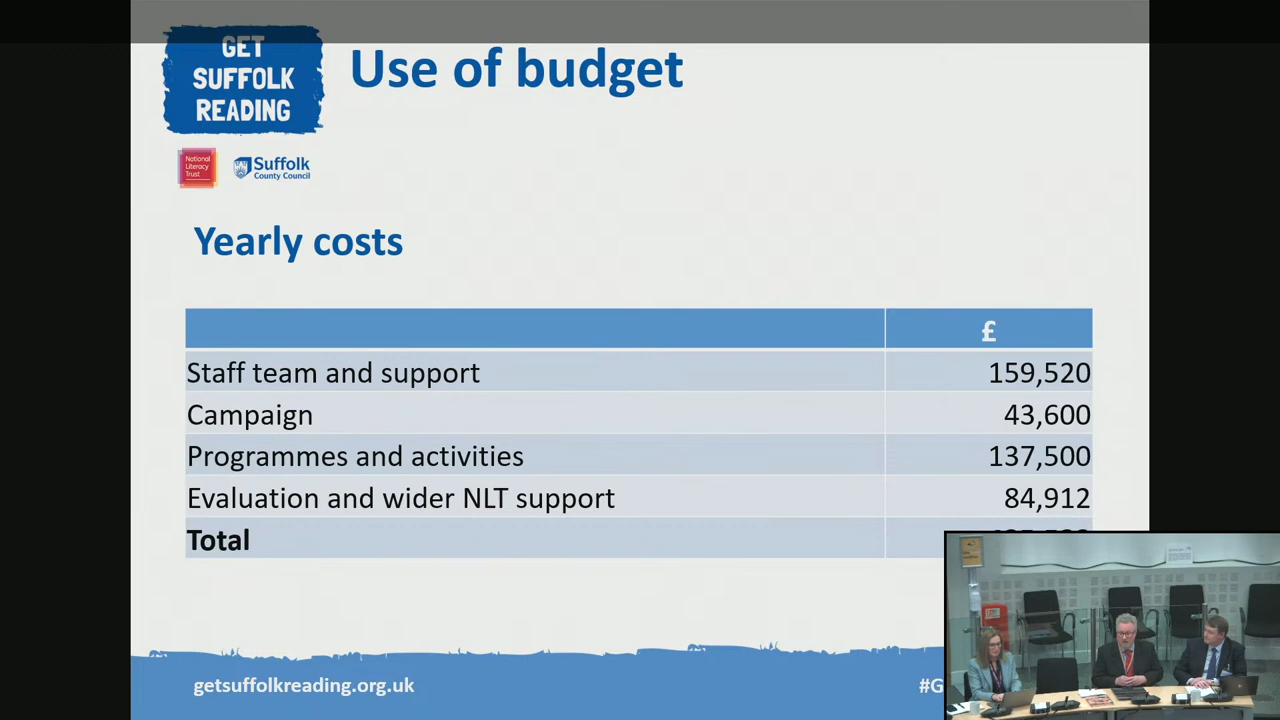 GET
SUFFOLK
READING
Use of budget
National
Literacy
Trust
Suffolk
County Council
Yearly costs
£
Staff team and support 159,520
Campaign 43,600
Programmes and activities 137,500
Evaluation and wider NLT support 84,912
Total
getsuffolkreading.org.uk
#G